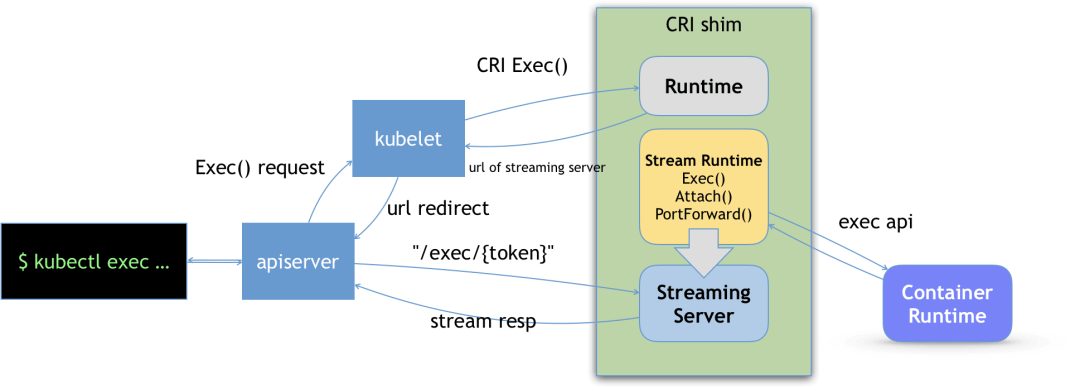 CRI shim
CRI Exec()
Runtime
kubelet
url of streaming server
Exec() request
Stream Runtime
Exec()
Attach()
PortForward()
url redirect
exec api
$ kubectl exec ...
apiserver
"/exec/{token}"
Streaming
Server
Container
Runtime
stream resp